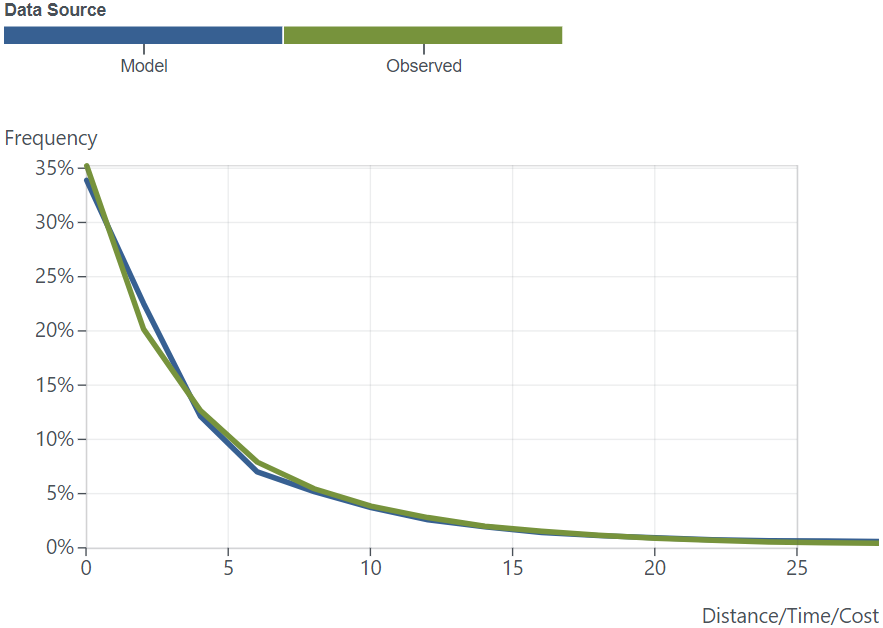 Data Source
Model Observed
Frequency
35%
30%
25%
20%
15%
10%
5%
0%
0 5 10 15 20 25
Distance/Time/Cost